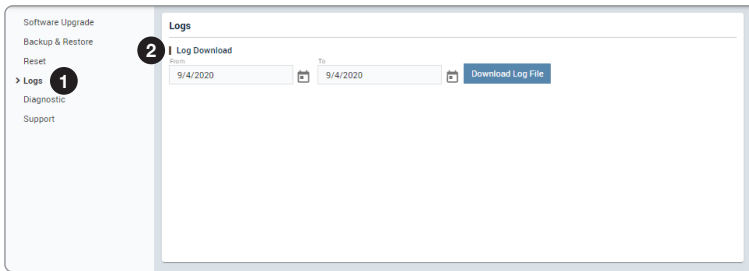 Software Upgrade
Backup & Restore
Reset
> Logs 1
Diagnostic
Support
Logs
2 Log Download
From To
9/4/2020 9/4/2020 Download Log File